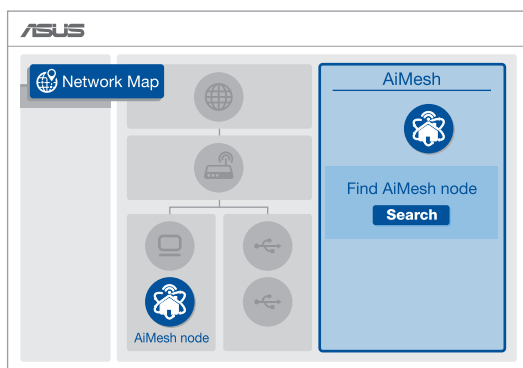 ASUS
Network Map
AiMesh
Find AiMesh node
Search
AiMesh node